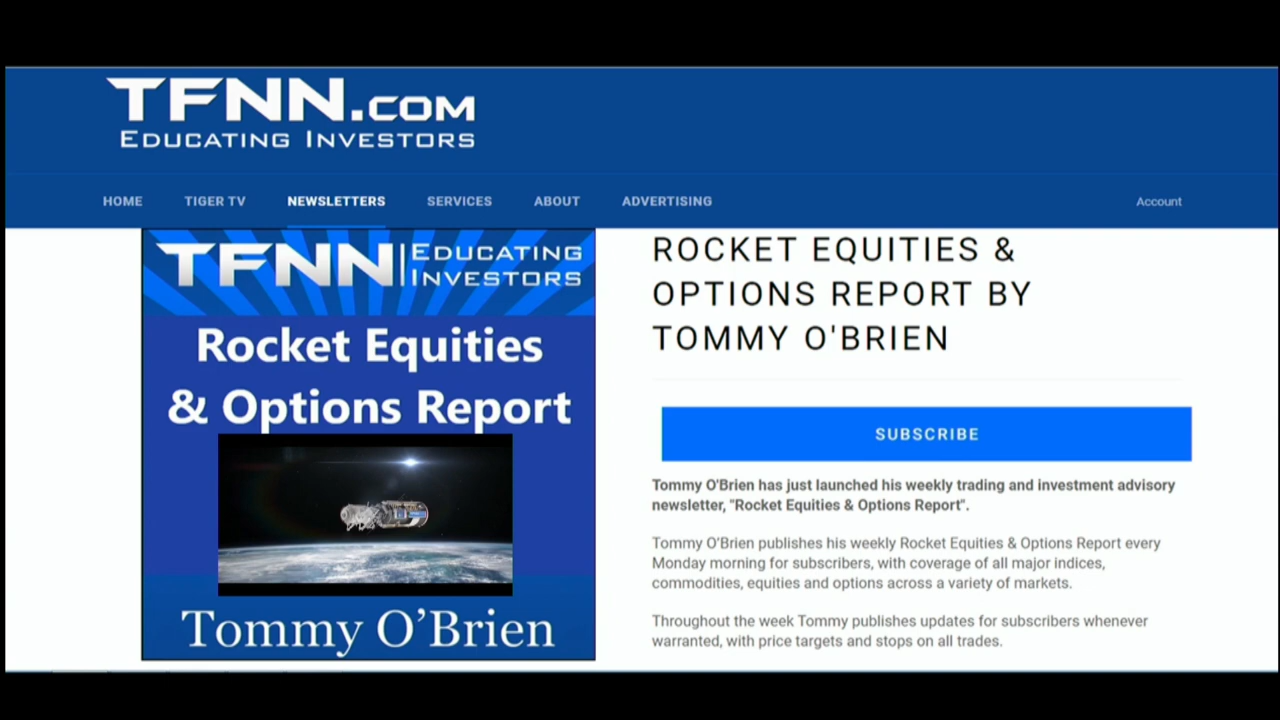 TFNN.COM
EDUCATING INVESTORS
HOME TIGER TV NEWSLETTERS SERVICES ABOUT ADVERTISING Account
TFNN EDUCATING
INVESTORS
Rocket Equities
& Options Report
Tommy O’Brien
ROCKET EQUITIES &
OPTIONS REPORT BY
TOMMY O'BRIEN
SUBSCRIBE
Tommy O'Brien has just launched his weekly trading and investment advisory
newsletter, "Rocket Equities & Options Report".
Tommy O'Brien publishes his weekly Rocket Equities & Options Report every
Monday morning for subscribers, with coverage of all major indices,
commodities, equities and options across a variety of markets.
Throughout the week Tommy publishes updates for subscribers whenever
warranted, with price targets and stops on all trades.